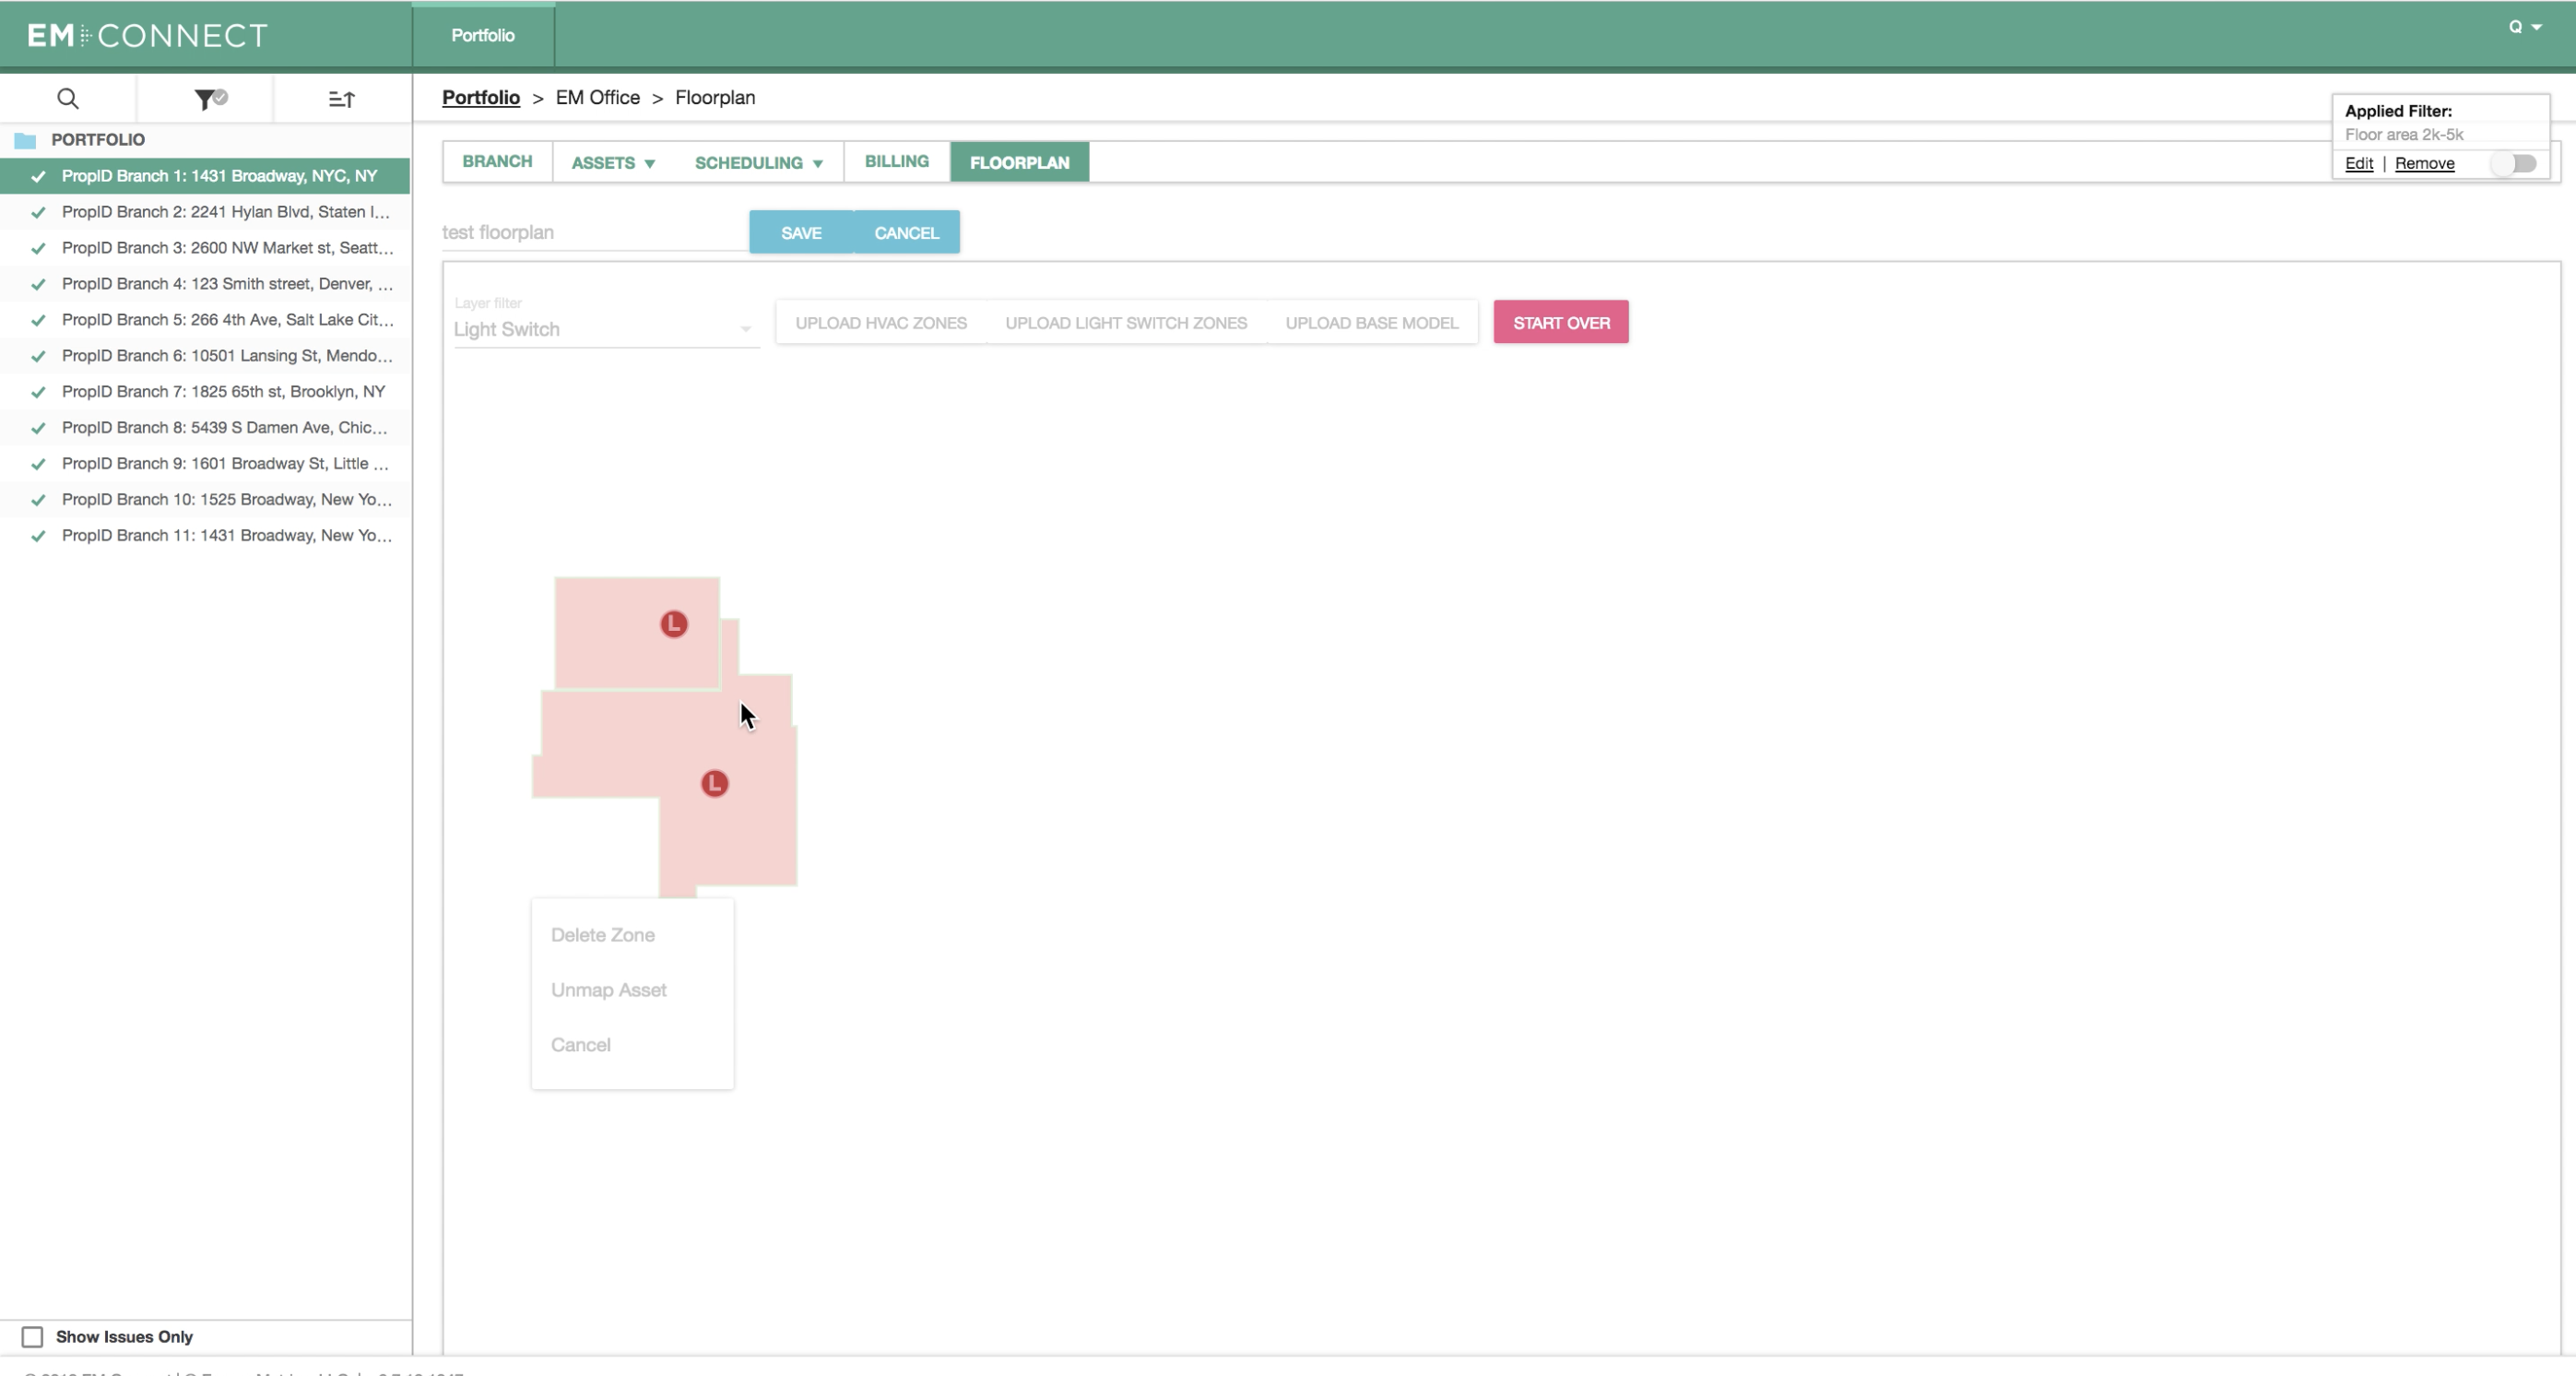 EM CONNECT
Portfolio
Q
Portfolio > EM Office > Floorplan
Applied Filter:
Floor area 2k-5k
Edit | Remove
PORTFOLIO
PropID Branch 1: 1431 Broadway, NYC, NY
PropID Branch 2: 2241 Hylan Blvd, Staten I...
PropID Branch 3: 2600 NW Market st, Seatt...
PropID Branch 4: 123 Smith street, Denver, ...
PropID Branch 5: 266 4th Ave, Salt Lake Cit...
PropID Branch 6: 10501 Lansing St, Mendo...
PropID Branch 7: 1825 65th st, Brooklyn, NY
PropID Branch 8: 5439 S Damen Ave, Chic...
PropID Branch 9: 1601 Broadway St, Little ...
PropID Branch 10: 1525 Broadway, New Yo...
PropID Branch 11: 1431 Broadway, New Yo...
Show Issues Only
BRANCH ASSETS SCHEDULING BILLING FLOORPLAN
test floorplan SAVE CANCEL
Layer filter
Light Switch UPLOAD HVAC ZONES UPLOAD LIGHT SWITCH ZONES UPLOAD BASE MODEL START OVER
L
L
Delete Zone
Unmap Asset
Cancel